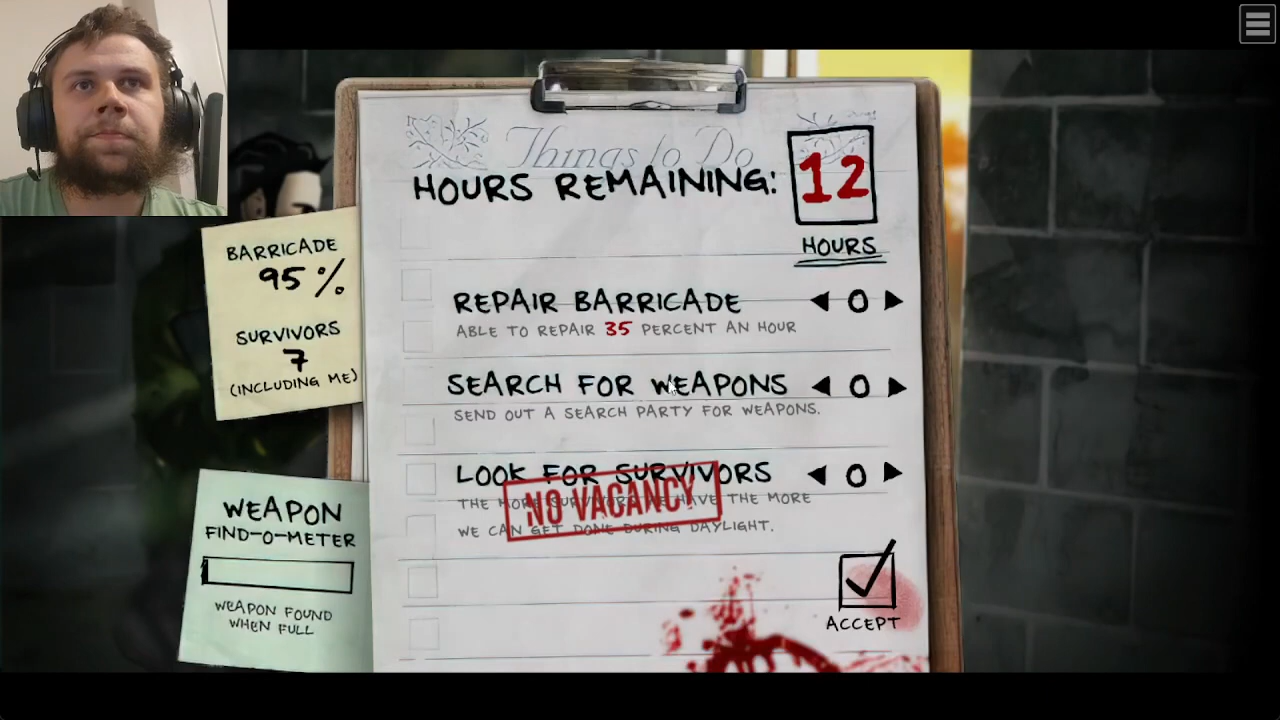 Things to Do
HOURS REMAINING: 12
HOURS
BARRICADE
95%
SURVIVORS
7
(INCLUDING ME)
REPAIR BARRICADE 0
ABLE TO REPAIR 35 PERCENT AN HOUR
SEARCH FOR WEAPONS 0
SEND OUT A SEARCH PARTY FOR WEAPONS.
LOOK FOR SURVIVORS 0
THE MORE SURVIVORS WE HAVE THE MORE
WE CAN GET DONE DURING DAYLIGHT.
NO VACANCY
WEAPON
FIND-O-METER
WEAPON FOUND
WHEN FULL
ACCEPT